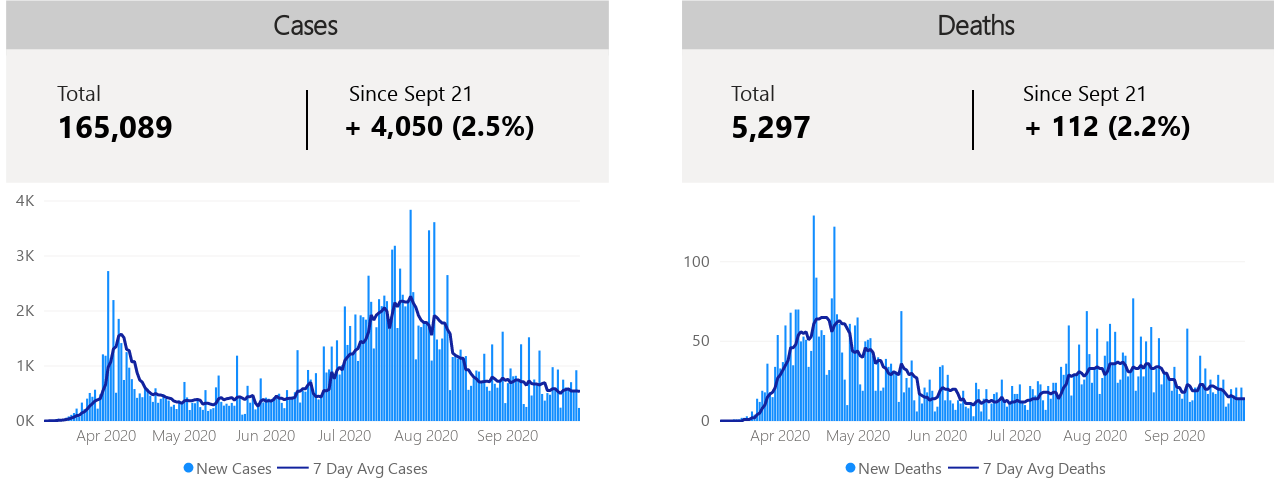 Cases
Total
165,089
Since Sept 21
+ 4,050 (2.5%)
4K
3K
2K
1K
0K
Apr 2020 May 2020 Jun 2020 Jul 2020 Aug 2020 Sep 2020
New Cases 7 Day Avg Cases
Deaths
Total
5,297
Since Sept 21
+ 112 (2.2%)
100
50
0
Apr 2020 May 2020 Jun 2020 Jul 2020 Aug 2020 Sep 2020
New Deaths 7 Day Avg Deaths